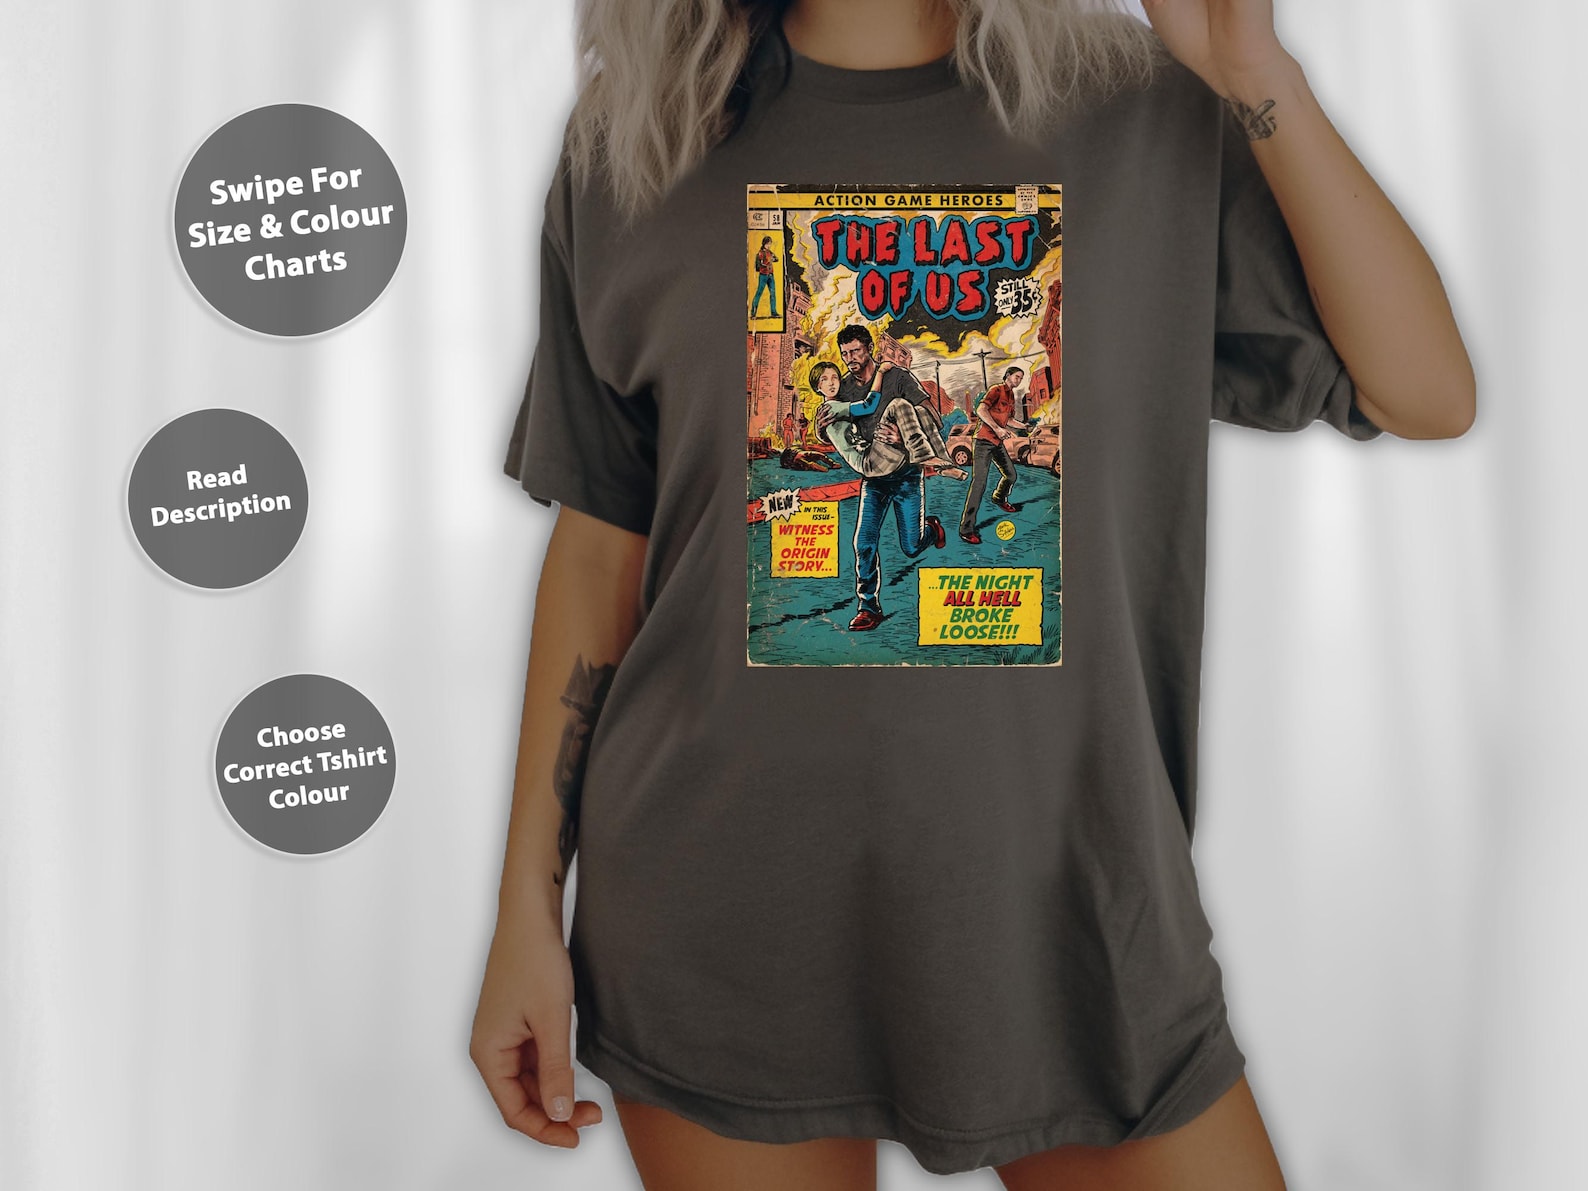 Swipe For
Size & Colour
Charts
Read
Description
Choose
Correct Tshirt
Colour
ACTION GAME HEROES
58
THE LAST
OF US
STILL
ONLY 35¢
NEW
IN THIS
ISSUE-
WITNESS
THE
ORIGIN
STORY...
...THE NIGHT
ALL HELL
BROKE
LOOSE!!!